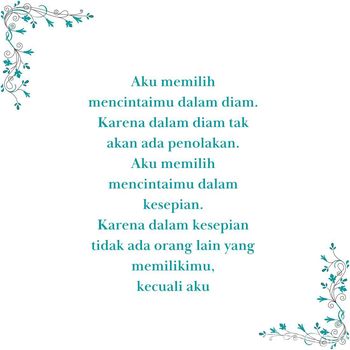 Aku memilih
mencintaimu dalam diam.
Karena dalam diam tak
akan ada penolakan.
Aku memilih
mencintaimu dalam
kesepian.
Karena dalam kesepian
tidak ada orang lain yang
memilikimu,
kecuali aku